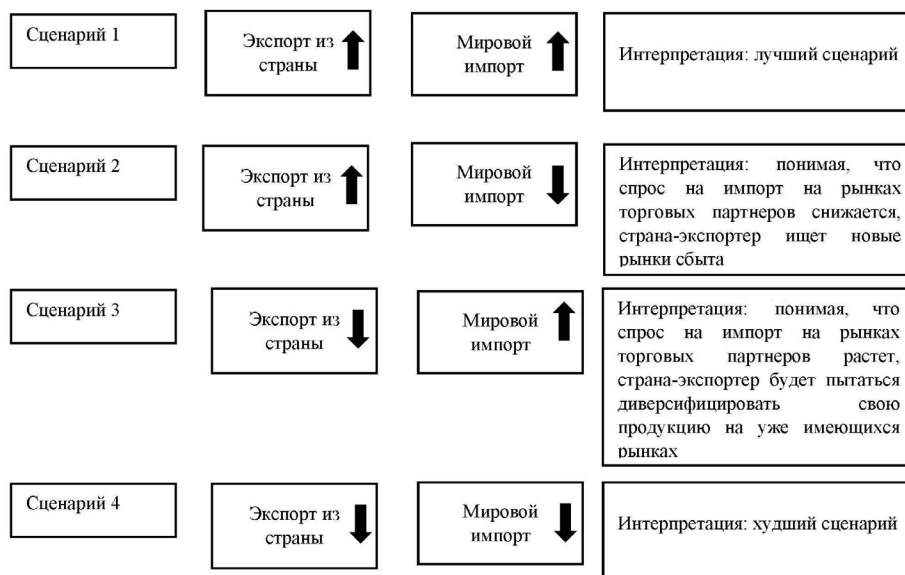 Сценарий 1
Экспорт из
страны
Мировой
импорт
Интерпретация: лучший сценарий
Сценарий 2
Экспорт из
страны
Мировой
импорт
Интерпретация: понимая, что
спрос на импорт на рынках
торговых партнеров снижается,
страна-экспортер ищет новые
рынки сбыта
Сценарий 3
Экспорт из
страны
Мировой
импорт
Интерпретация: понимая, что
спрос на импорт на рынках
торговых партнеров растет,
страна-экспортер будет пытаться
диверсифицировать свою
продукцию на уже имеющихся
рынках
Сценарий 4
Экспорт из
страны
Мировой
импорт
Интерпретация: худший сценарий